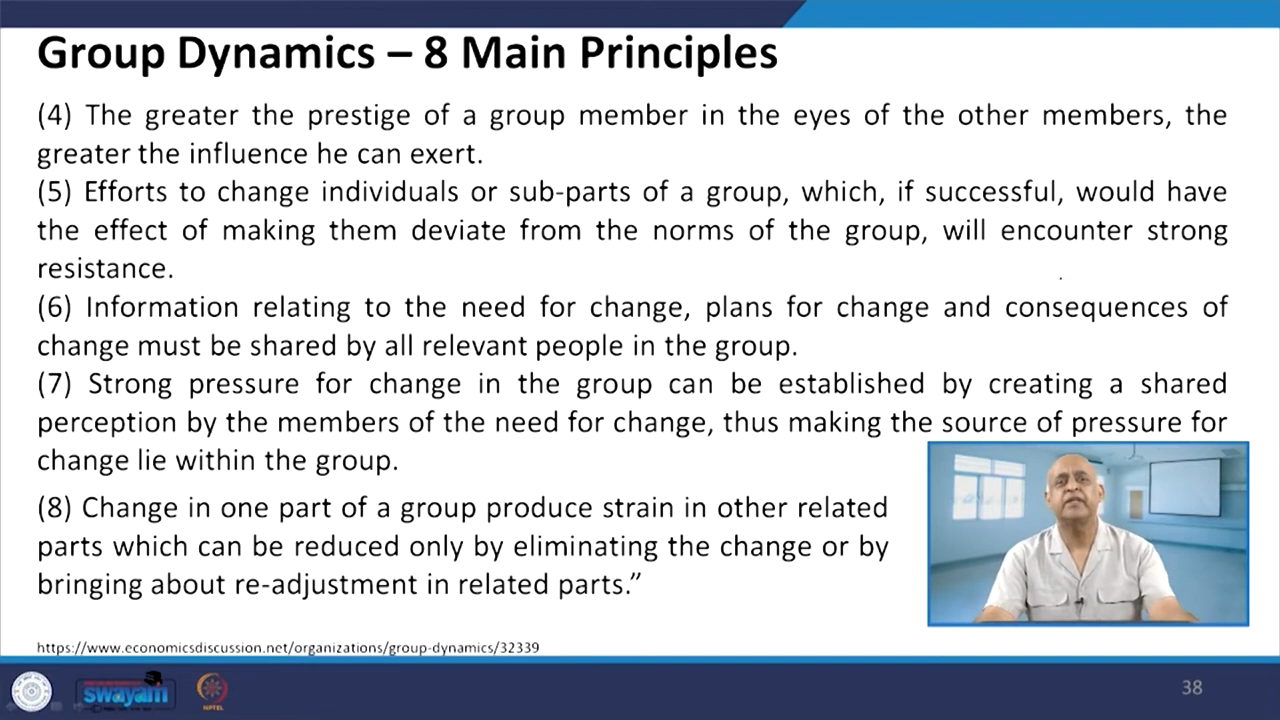 Group Dynamics – 8 Main Principles
(4) The greater the prestige of a group member in the eyes of the other members, the
greater the influence he can exert.
(5) Efforts to change individuals or sub-parts of a group, which, if successful, would have
the effect of making them deviate from the norms of the group, will encounter strong
resistance.
(6) Information relating to the need for change, plans for change and consequences of
change must be shared by all relevant people in the group.
(7) Strong pressure for change in the group can be established by creating a shared
perception by the members of the need for change, thus making the source of pressure for
change lie within the group.
(8) Change in one part of a group produce strain in other related
parts which can be reduced only by eliminating the change or by
bringing about re-adjustment in related parts.”
https://www.economicsdiscussion.net/organizations/group-dynamics/32339
swayam
NPTEL
38